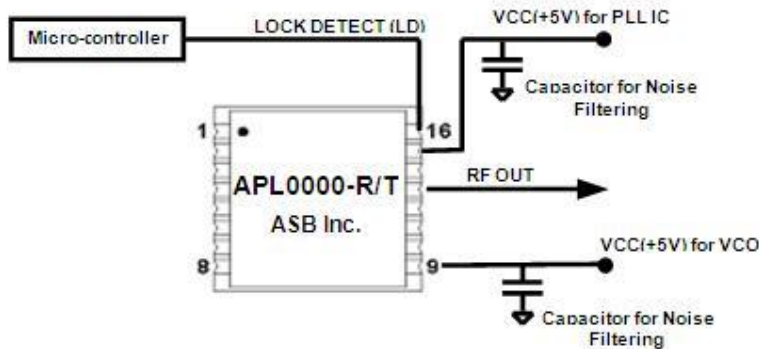 VCC(+5V) for PLL IC
LOCK DETECT (LD)
Micro-controller
Capacitor for Noise
Filtering
1
16
APL0000-R/T
RF OUT
ASB Inc.
VCC(+5V) for VCO
8
9
Capacitor for Noise
Filtering